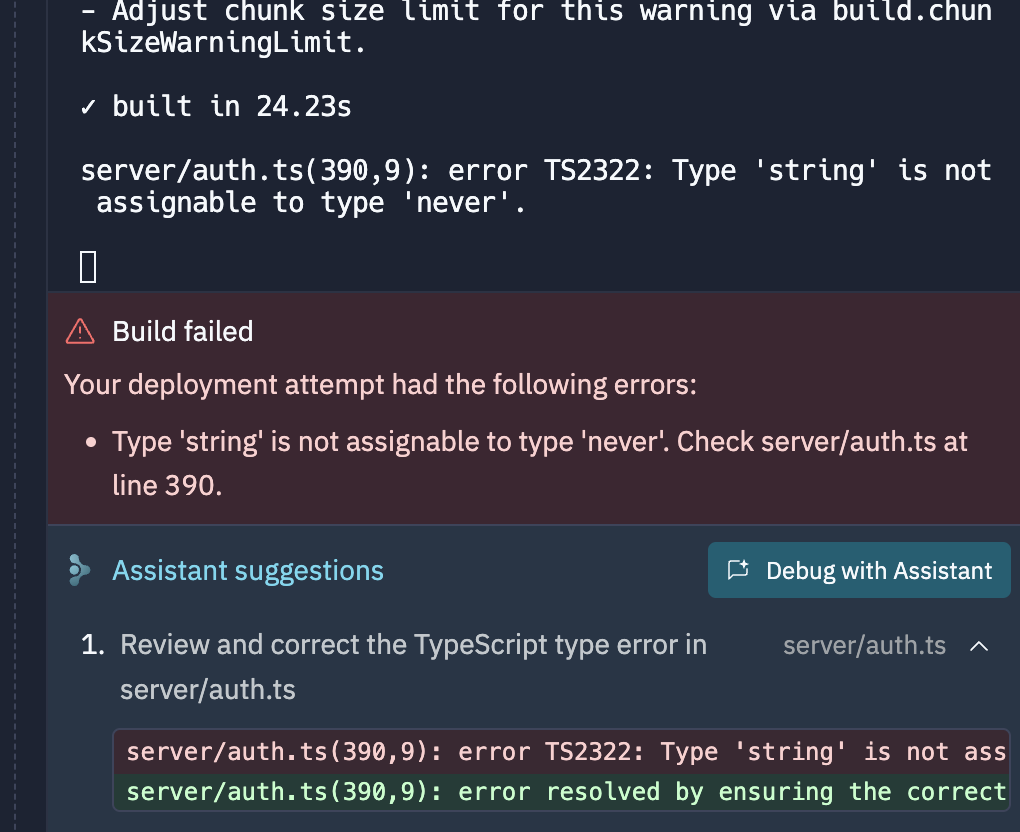 - Adjust chunk size limit for this warning via build.chun
kSizeWarningLimit.
✓ built in 24.23s
server/auth.ts(390,9): error TS2322: Type 'string' is not
assignable to type 'never'.
Build failed
Your deployment attempt had the following errors:
• Type 'string' is not assignable to type 'never'. Check server/auth.ts at
line 390.
Assistant suggestions
Debug with Assistant
1. Review and correct the TypeScript type error in
server/auth.ts
server/auth.ts
server/auth.ts(390,9): error TS2322: Type 'string' is not ass
server/auth.ts(390,9): error resolved by ensuring the correct